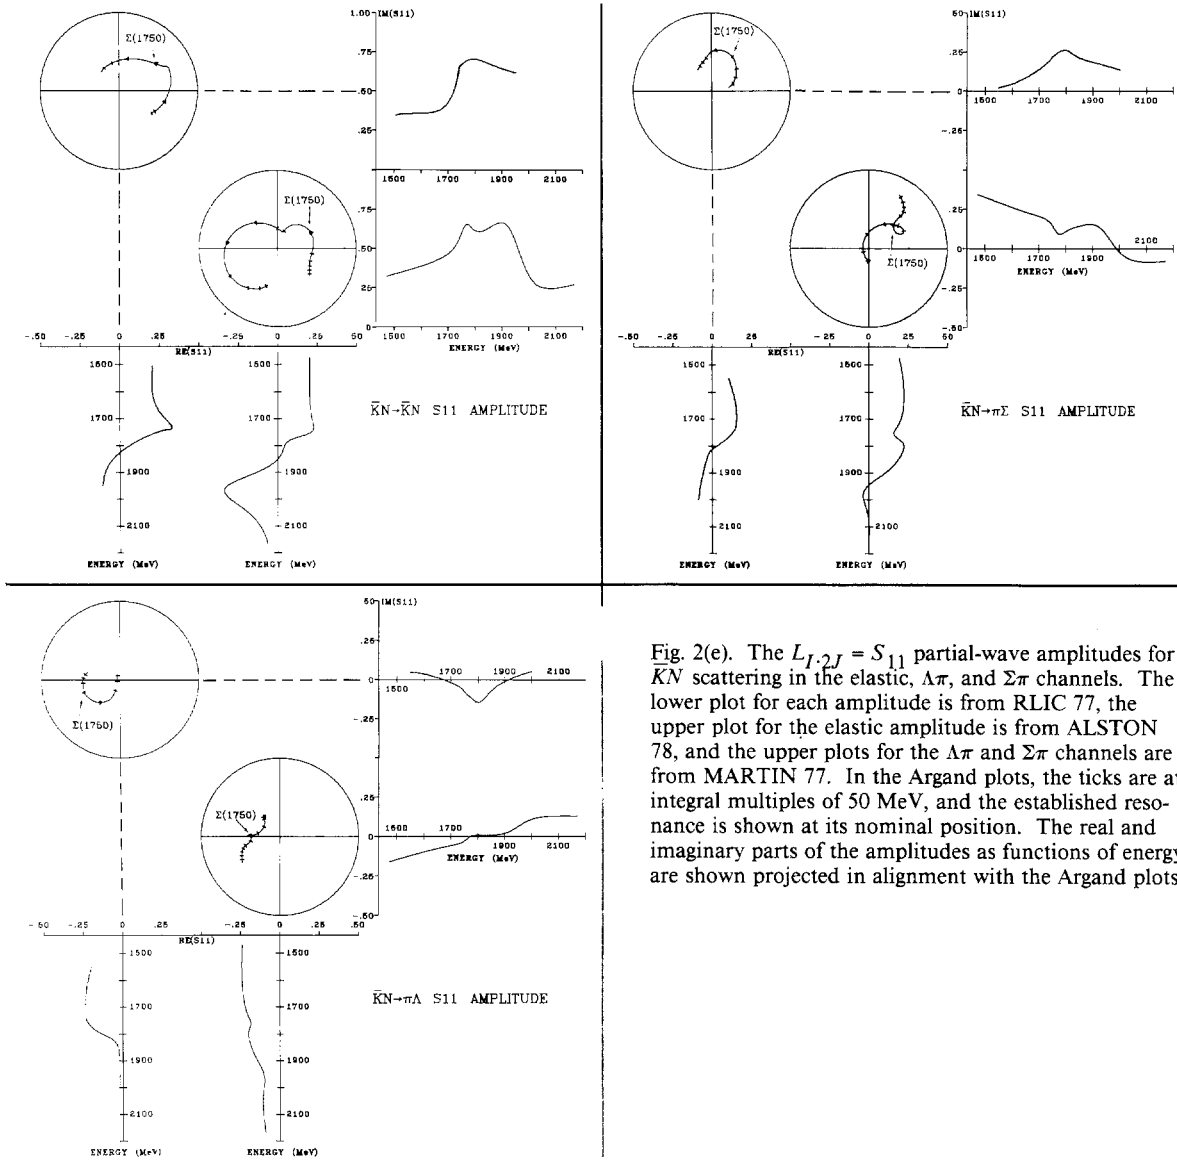 Σ(1750)
1.00 IM(S11)
.75
.50
.25
1500 1700 1900 2100
Σ(1750)
.75
.50
.25
0
1500 1700 1900 2100
ENERGY (MeV)
-.50 -.25 0 .25 -.25 0 .25 50
RE(S11)
1500
1700
1900
2100
ENERGY (MeV)
1500
1700
1900
2100
ENERGY (MeV)
K̄N→K̄N S11 AMPLITUDE
Σ(1750)
50 IM(S11)
.25
0
1500 1700 1900 2100
-.25
Σ(1750)
.25
0
2100
1500 1700 1900
ENERGY (MeV)
-.25
-.50
-.50 -.25 0 .25 -.25 0 .25 50
RE(S11)
1500
1700
1900
2100
ENERGY (MeV)
1500
1700
1900
2100
ENERGY (MeV)
K̄N→πΣ S11 AMPLITUDE
Σ(1750)
50 IM(S11)
.25
0
1500 1700 1900 2100
-.25
Σ(1750)
.25
0
1500 1700
1900 2100
ENERGY (MeV)
-.25
-.50
-50 -.25 0 .25 -.25 0 .25 .50
RE(S11)
1500
1700
1900
2100
ENERGY (MeV)
1500
1700
1900
2100
ENERGY (MeV)
K̄N→πΛ S11 AMPLITUDE
Fig. 2(e). The L_{I·2J} = S_{11} partial-wave amplitudes for
K̄N scattering in the elastic, Λπ, and Σπ channels. The
lower plot for each amplitude is from RLIC 77, the
upper plot for the elastic amplitude is from ALSTON
78, and the upper plots for the Λπ and Σπ channels are
from MARTIN 77. In the Argand plots, the ticks are a
integral multiples of 50 MeV, and the established reso-
nance is shown at its nominal position. The real and
imaginary parts of the amplitudes as functions of energy
are shown projected in alignment with the Argand plots